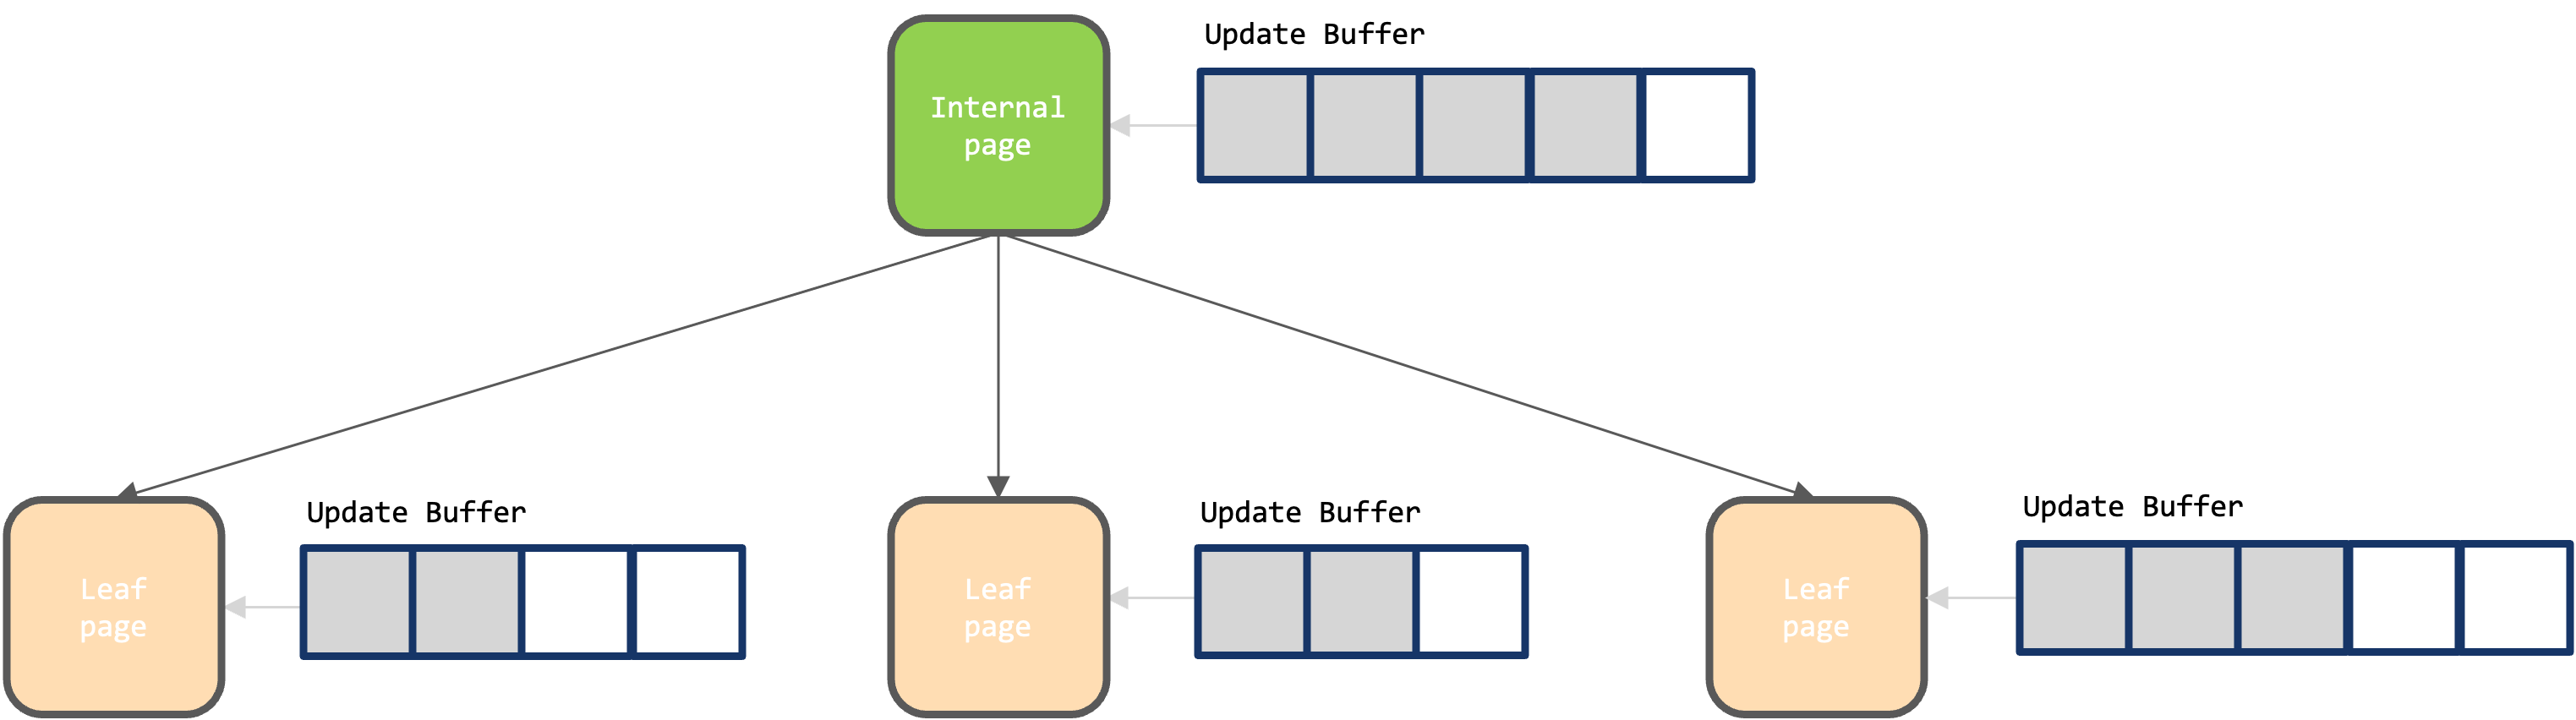 Update Buffer
Internal
page
Update Buffer
Leaf
page
Update Buffer
Leaf
page
Update Buffer
Leaf
page